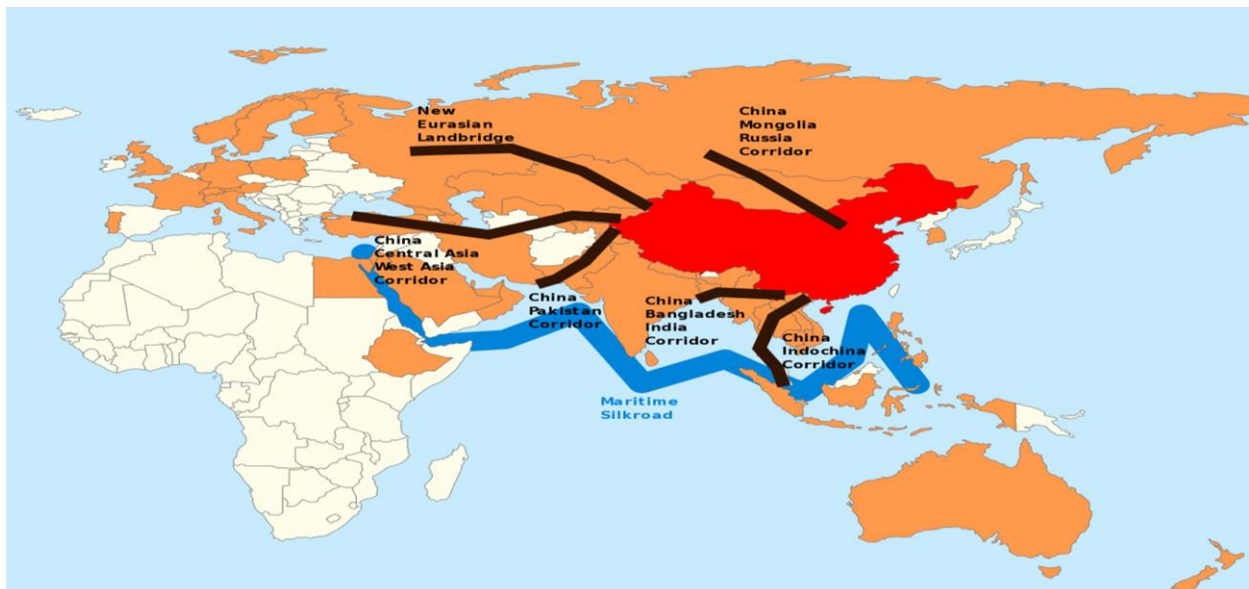 New
Eurasian
Landbridge
China
Mongolia
Russia
Corridor
China
Central Asia
West Asia
Corridor
China
Pakistan
Corridor
China
Bangladesh
India
Corridor
China
Indochina
Corridor
Maritime
Silkroad